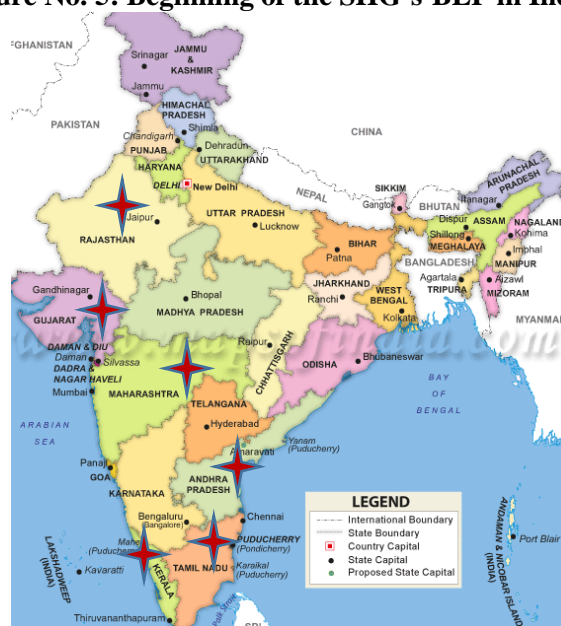 ure No. 3: Beginning of the SHG's BLP in Ind
FGHANISTAN
JAMMU
&
KASHMIR
Srinagar
Jammu
HIMACHAL
PRADESH
PAKISTAN
CHINA
Chandigarh
Shimla
PUNJAB
Dehradun
UTTARAKHAND
HARYANA
DELHI
New Delhi
NEPAL
SIKKIM
Gangtok
BHUTAN
ARUNACHAL
PRADESH
Itanagar
Jaipur
RAJASTHAN
UTTAR PRADESH
Lucknow
Dispur
ASSAM
NAGALAND
Kohima
Shillong
MEGHALAYA
BIHAR
Patna
Imphal
MANIPUR
BANGLADESH
Gandhinagar
Bhopal
JHARKHAND
Ranchi
WEST
BENGAL
Agartala
TRIPURA
Aizawl
MIZORAM
GUJARAT
MADHYA PRADESH
Kolkata
MYANMAR
DAMAN & DIU
Daman
Silvassa
DADRA &
NAGAR HAVELI
Raipur
CHHATTISGARH
ODISHA
Bhubaneswar
Mumbai
MAHARASHTRA
TELANGANA
Hyderabad
BAY
OF
BENGAL
ARABIAN
SEA
Yanam
(Puducherry)
Amaravati
Panaji
GOA
KARNATAKA
ANDHRA
PRADESH
Bengaluru
(Bangalore)
Chennai
Mahe
(Puducherry)
PUDUCHERRY
(Pondicherry)
TAMIL NADU
Karaikal
(Puducherry)
LAKSHADWEEP
(INDIA)
Kavaratti
KERALA
Thiruvananthapuram
Palk Strait
SRI
ANDAMAN & NICOBAR ISLAND
(INDIA)
Port Blair
LEGEND
International Boundary
State Boundary
Country Capital
State Capital
Proposed State Capital